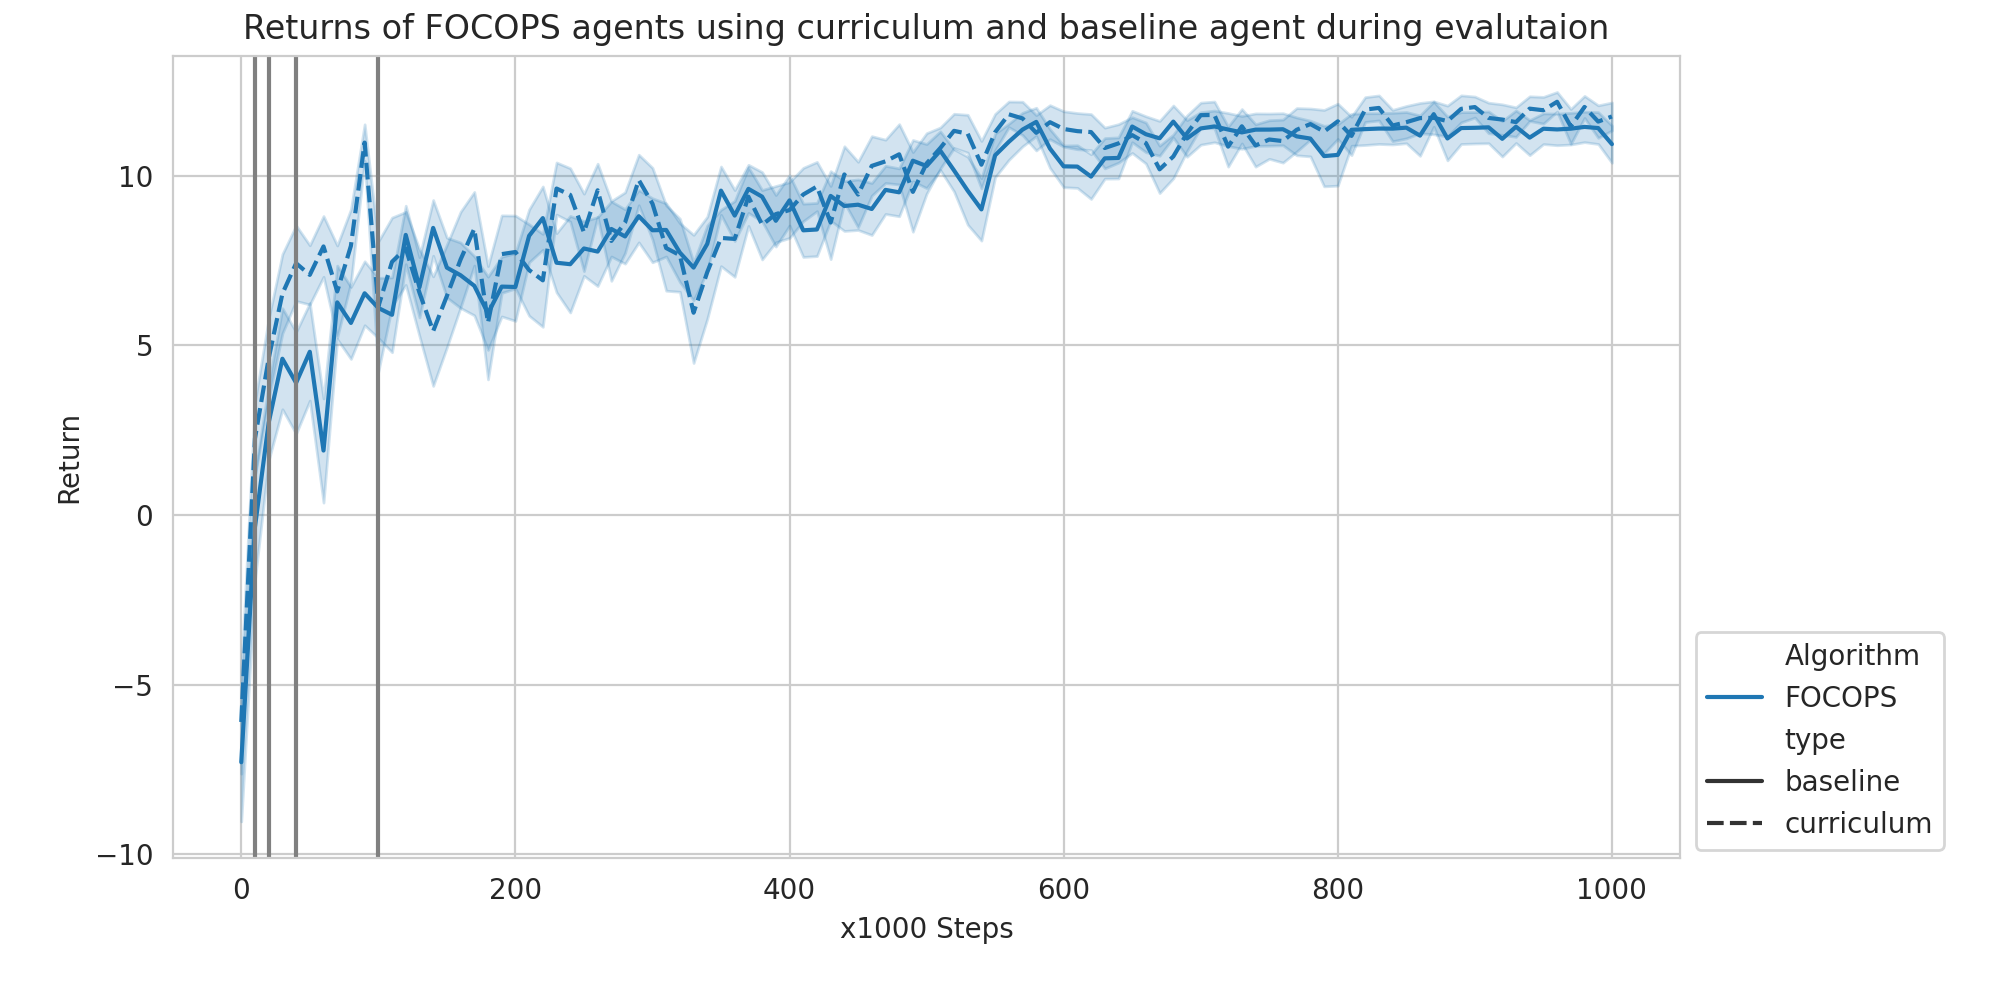 Returns of FOCOPS agents using curriculum and baseline agent during evalutaion
10
5
0
−5
−10
Return
0 200 400 600 800 1000
x1000 Steps
Algorithm
FOCOPS
type
baseline
curriculum